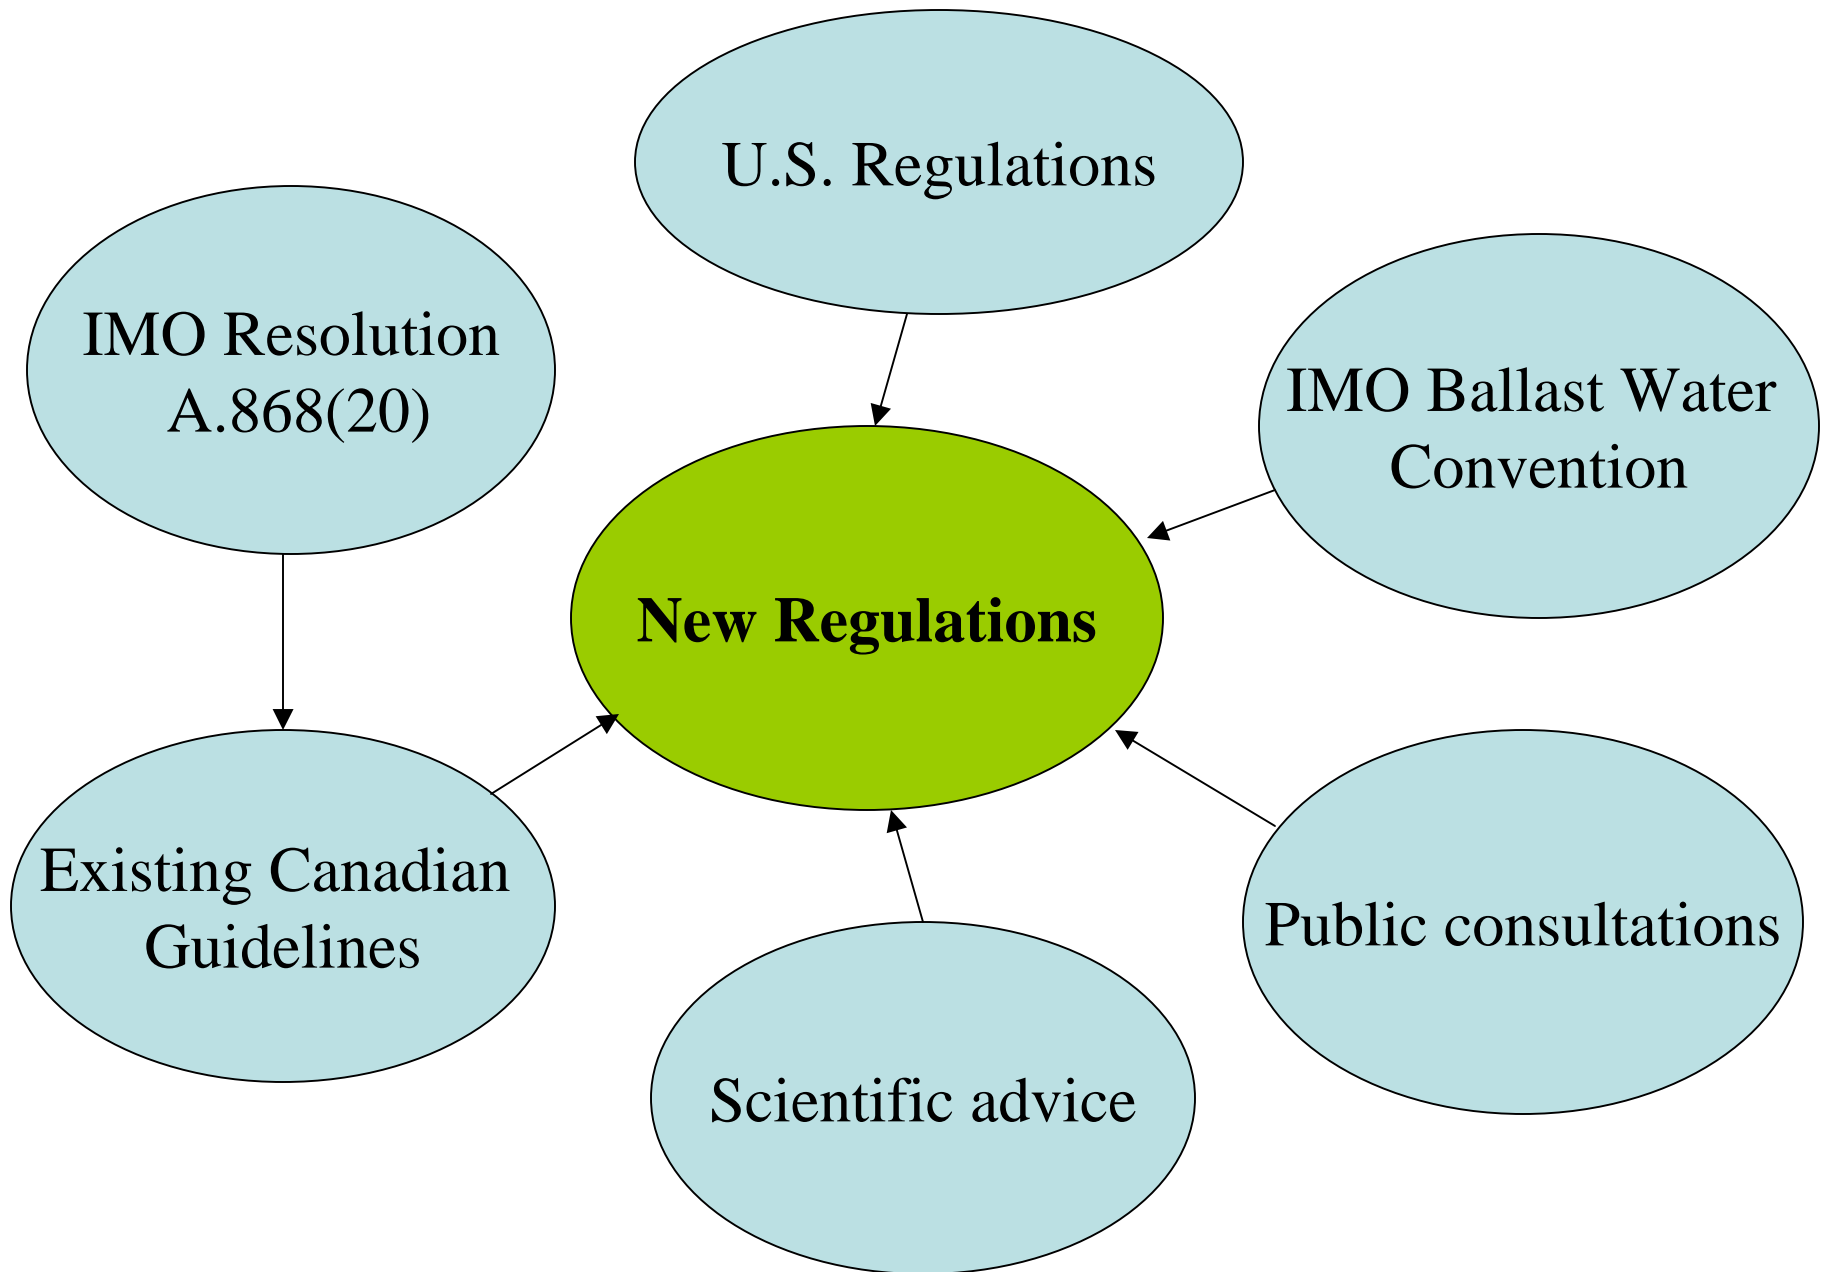 U.S. Regulations
IMO Resolution
A.868(20)
IMO Ballast Water
Convention
New Regulations
Existing Canadian
Guidelines
Public consultations
Scientific advice